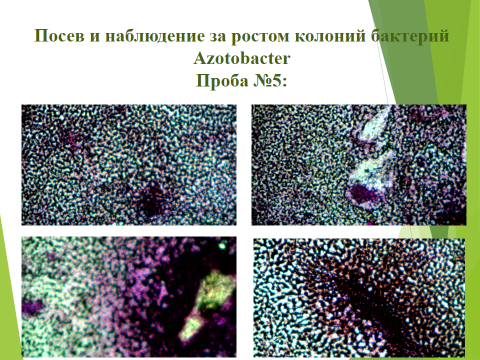 Посев и наблюдение за ростом колоний бактерий
Azotobacter
Проба №5: